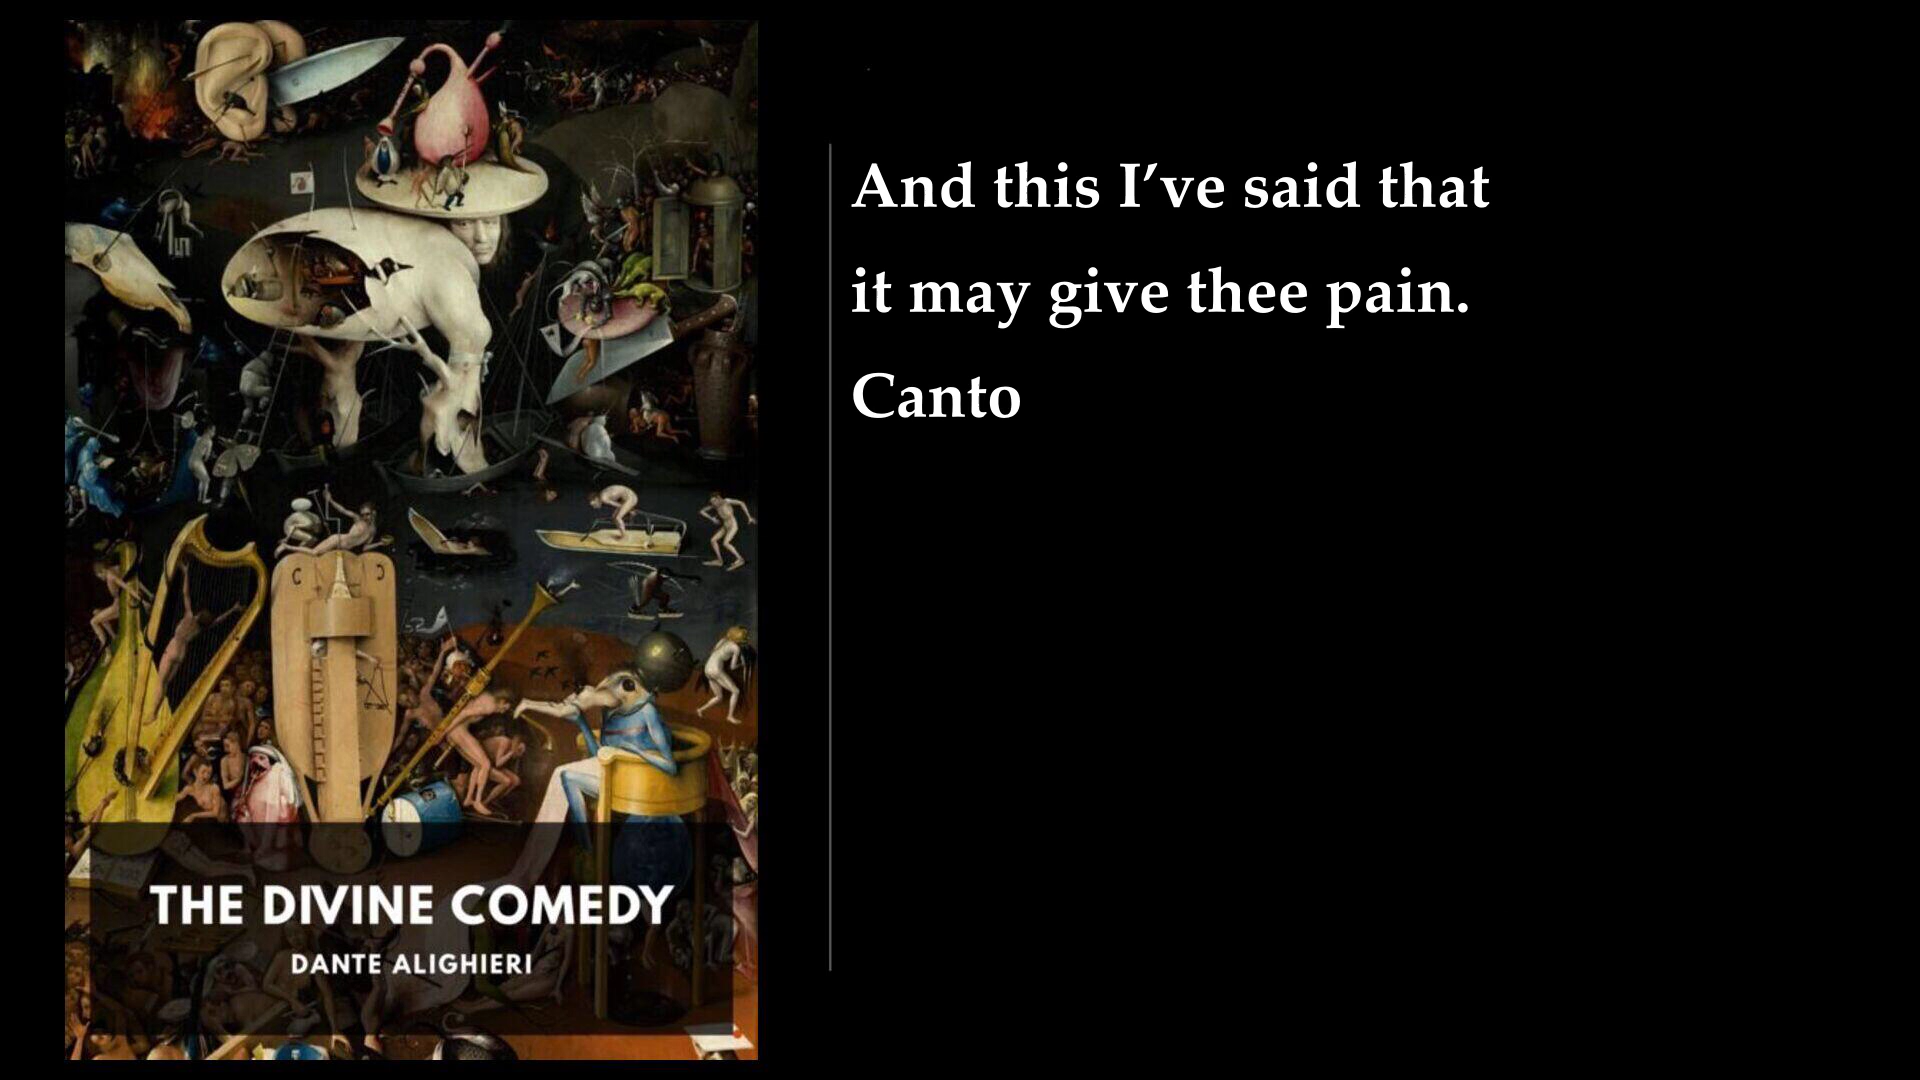 And this I’ve said that
it may give thee pain.
Canto
THE DIVINE COMEDY
DANTE ALIGHIERI